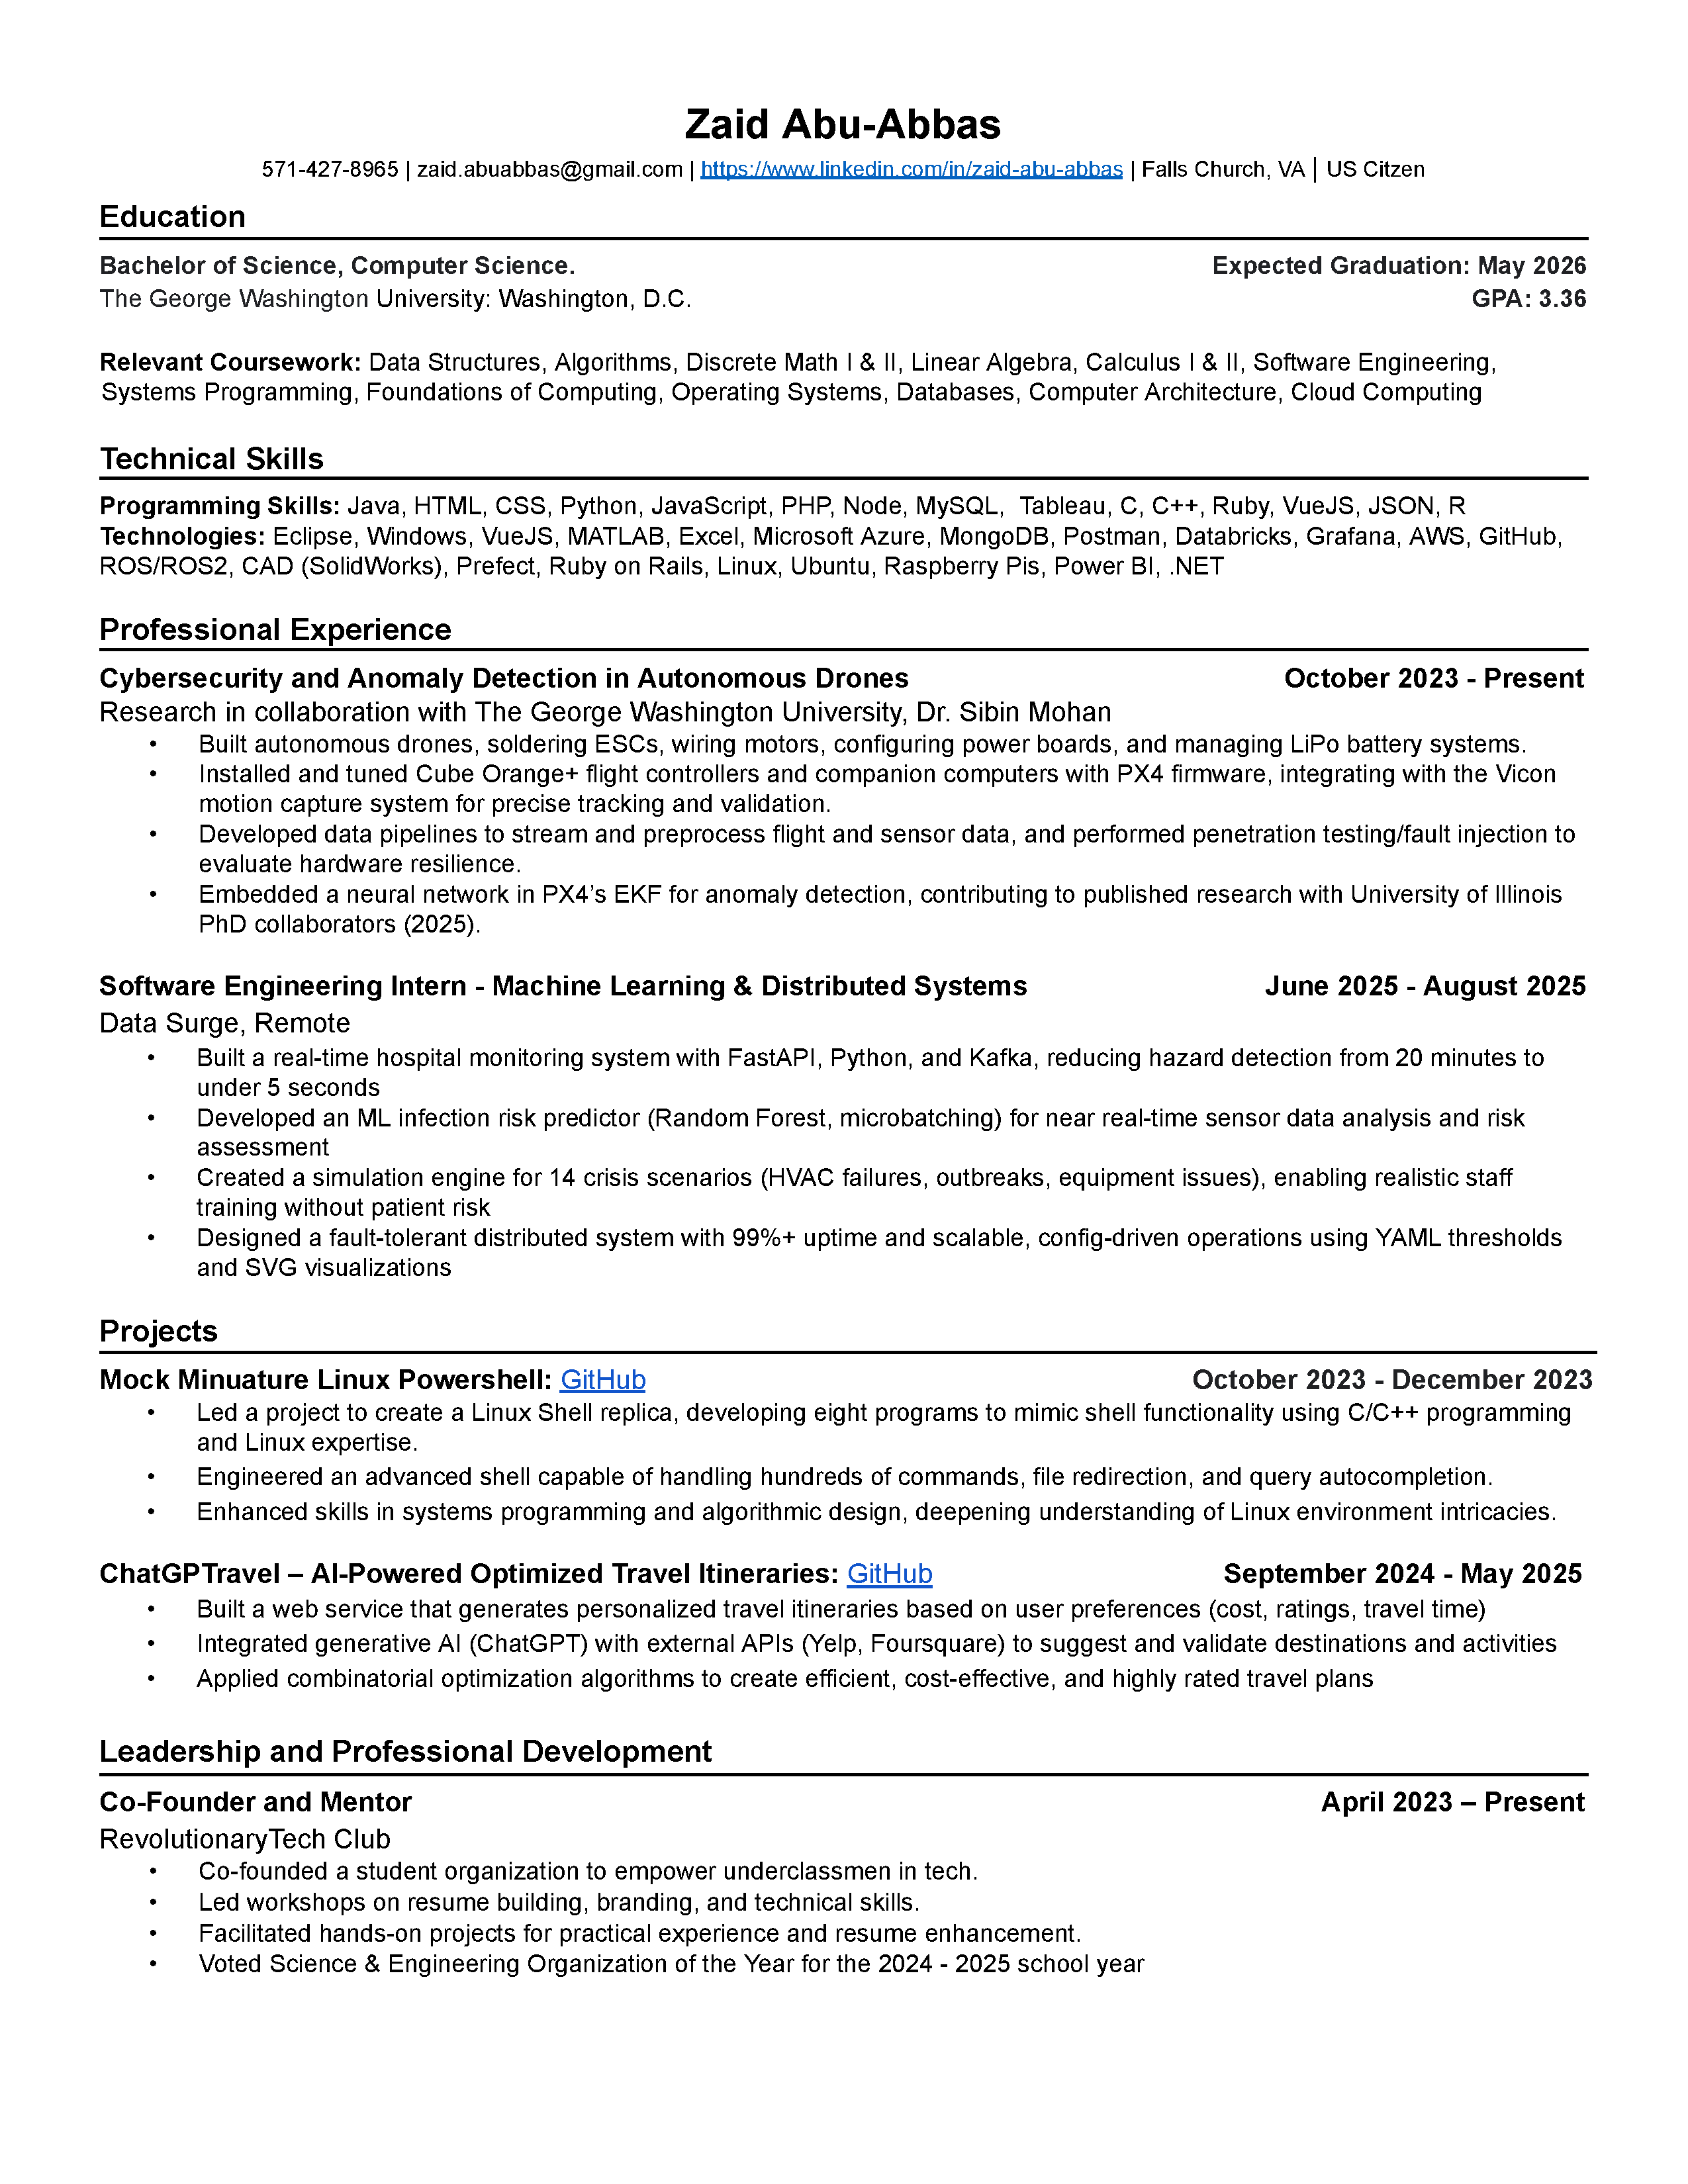 Zaid Abu-Abbas
571-427-8965 | zaid.abuabbas@gmail.com | https://www.linkedin.com/in/zaid-abu-abbas | Falls Church, VA | US Citzen
Education
Bachelor of Science, Computer Science. Expected Graduation: May 2026
The George Washington University: Washington, D.C. GPA: 3.36
Relevant Coursework: Data Structures, Algorithms, Discrete Math I & II, Linear Algebra, Calculus I & II, Software Engineering,
Systems Programming, Foundations of Computing, Operating Systems, Databases, Computer Architecture, Cloud Computing
Technical Skills
Programming Skills: Java, HTML, CSS, Python, JavaScript, PHP, Node, MySQL, Tableau, C, C++, Ruby, VueJS, JSON, R
Technologies: Eclipse, Windows, VueJS, MATLAB, Excel, Microsoft Azure, MongoDB, Postman, Databricks, Grafana, AWS, GitHub,
ROS/ROS2, CAD (SolidWorks), Prefect, Ruby on Rails, Linux, Ubuntu, Raspberry Pis, Power BI, .NET
Professional Experience
Cybersecurity and Anomaly Detection in Autonomous Drones October 2023 - Present
Research in collaboration with The George Washington University, Dr. Sibin Mohan
• Built autonomous drones, soldering ESCs, wiring motors, configuring power boards, and managing LiPo battery systems.
• Installed and tuned Cube Orange+ flight controllers and companion computers with PX4 firmware, integrating with the Vicon
motion capture system for precise tracking and validation.
• Developed data pipelines to stream and preprocess flight and sensor data, and performed penetration testing/fault injection to
evaluate hardware resilience.
• Embedded a neural network in PX4’s EKF for anomaly detection, contributing to published research with University of Illinois
PhD collaborators (2025).
Software Engineering Intern - Machine Learning & Distributed Systems June 2025 - August 2025
Data Surge, Remote
• Built a real-time hospital monitoring system with FastAPI, Python, and Kafka, reducing hazard detection from 20 minutes to
under 5 seconds
• Developed an ML infection risk predictor (Random Forest, microbatching) for near real-time sensor data analysis and risk
assessment
• Created a simulation engine for 14 crisis scenarios (HVAC failures, outbreaks, equipment issues), enabling realistic staff
training without patient risk
• Designed a fault-tolerant distributed system with 99%+ uptime and scalable, config-driven operations using YAML thresholds
and SVG visualizations
Projects
Mock Minuature Linux Powershell: GitHub October 2023 - December 2023
• Led a project to create a Linux Shell replica, developing eight programs to mimic shell functionality using C/C++ programming
and Linux expertise.
• Engineered an advanced shell capable of handling hundreds of commands, file redirection, and query autocompletion.
• Enhanced skills in systems programming and algorithmic design, deepening understanding of Linux environment intricacies.
ChatGPTravel – AI-Powered Optimized Travel Itineraries: GitHub September 2024 - May 2025
• Built a web service that generates personalized travel itineraries based on user preferences (cost, ratings, travel time)
• Integrated generative AI (ChatGPT) with external APIs (Yelp, Foursquare) to suggest and validate destinations and activities
• Applied combinatorial optimization algorithms to create efficient, cost-effective, and highly rated travel plans
Leadership and Professional Development
Co-Founder and Mentor April 2023 – Present
RevolutionaryTech Club
• Co-founded a student organization to empower underclassmen in tech.
• Led workshops on resume building, branding, and technical skills.
• Facilitated hands-on projects for practical experience and resume enhancement.
• Voted Science & Engineering Organization of the Year for the 2024 - 2025 school year